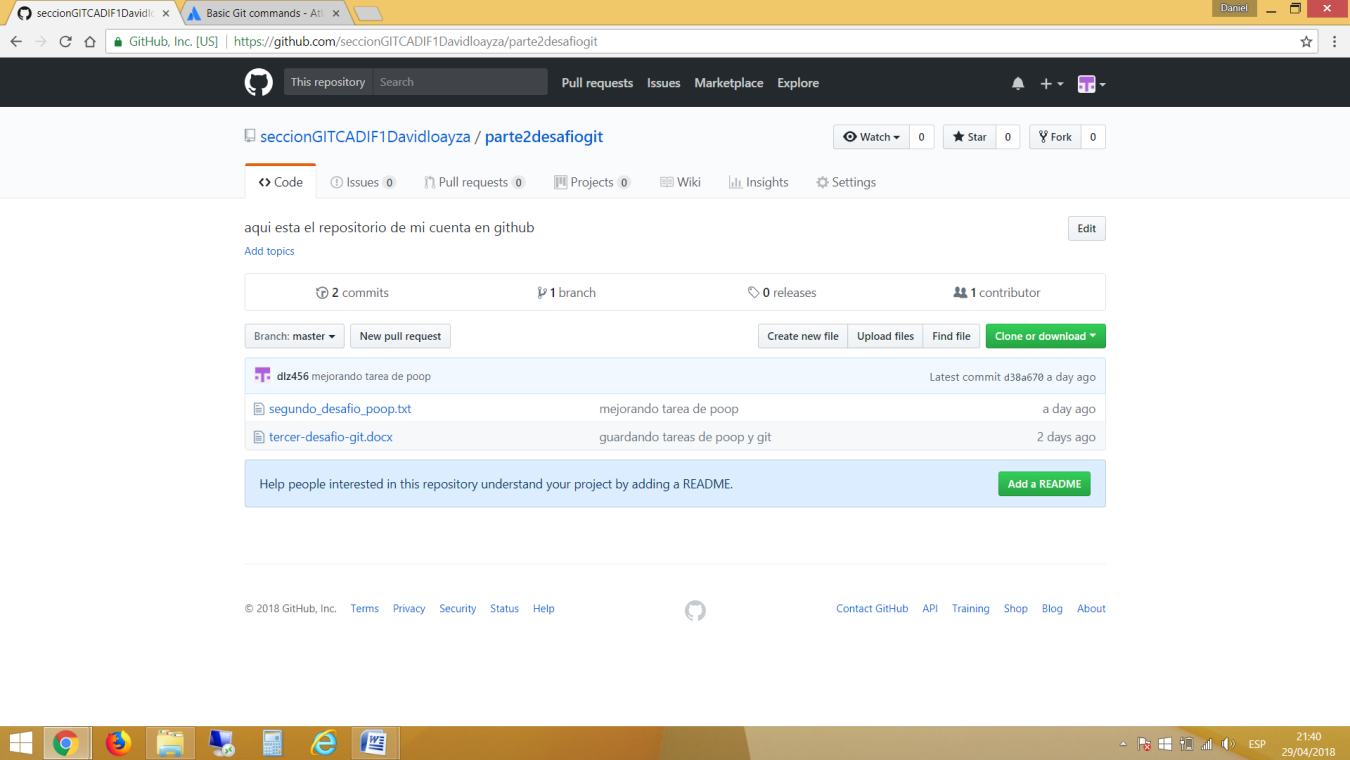 seccionGITCADIF1Davidlo
Basic Git commands - Atl
Daniel
GitHub, Inc. [US] https://github.com/seccionGITCADIF1Davidloayza/parte2desafiogit
This repository Search Pull requests Issues Marketplace Explore
seccionGITCADIF1Davidloayza / parte2desafiogit
Watch 0 Star 0 Fork 0
Code Issues 0 Pull requests 0 Projects 0 Wiki Insights Settings
aqui esta el repositorio de mi cuenta en github
Edit
Add topics
2 commits 1 branch 0 releases 1 contributor
Branch: master New pull request Create new file Upload files Find file Clone or download
dlz456 mejorando tarea de poop Latest commit d38a670 a day ago
segundo_desafio_poop.txt mejorando tarea de poop a day ago
tercer-desafio-git.docx guardando tareas de poop y git 2 days ago
Help people interested in this repository understand your project by adding a README. Add a README
© 2018 GitHub, Inc. Terms Privacy Security Status Help Contact GitHub API Training Shop Blog About
ESP
21:40
29/04/2018